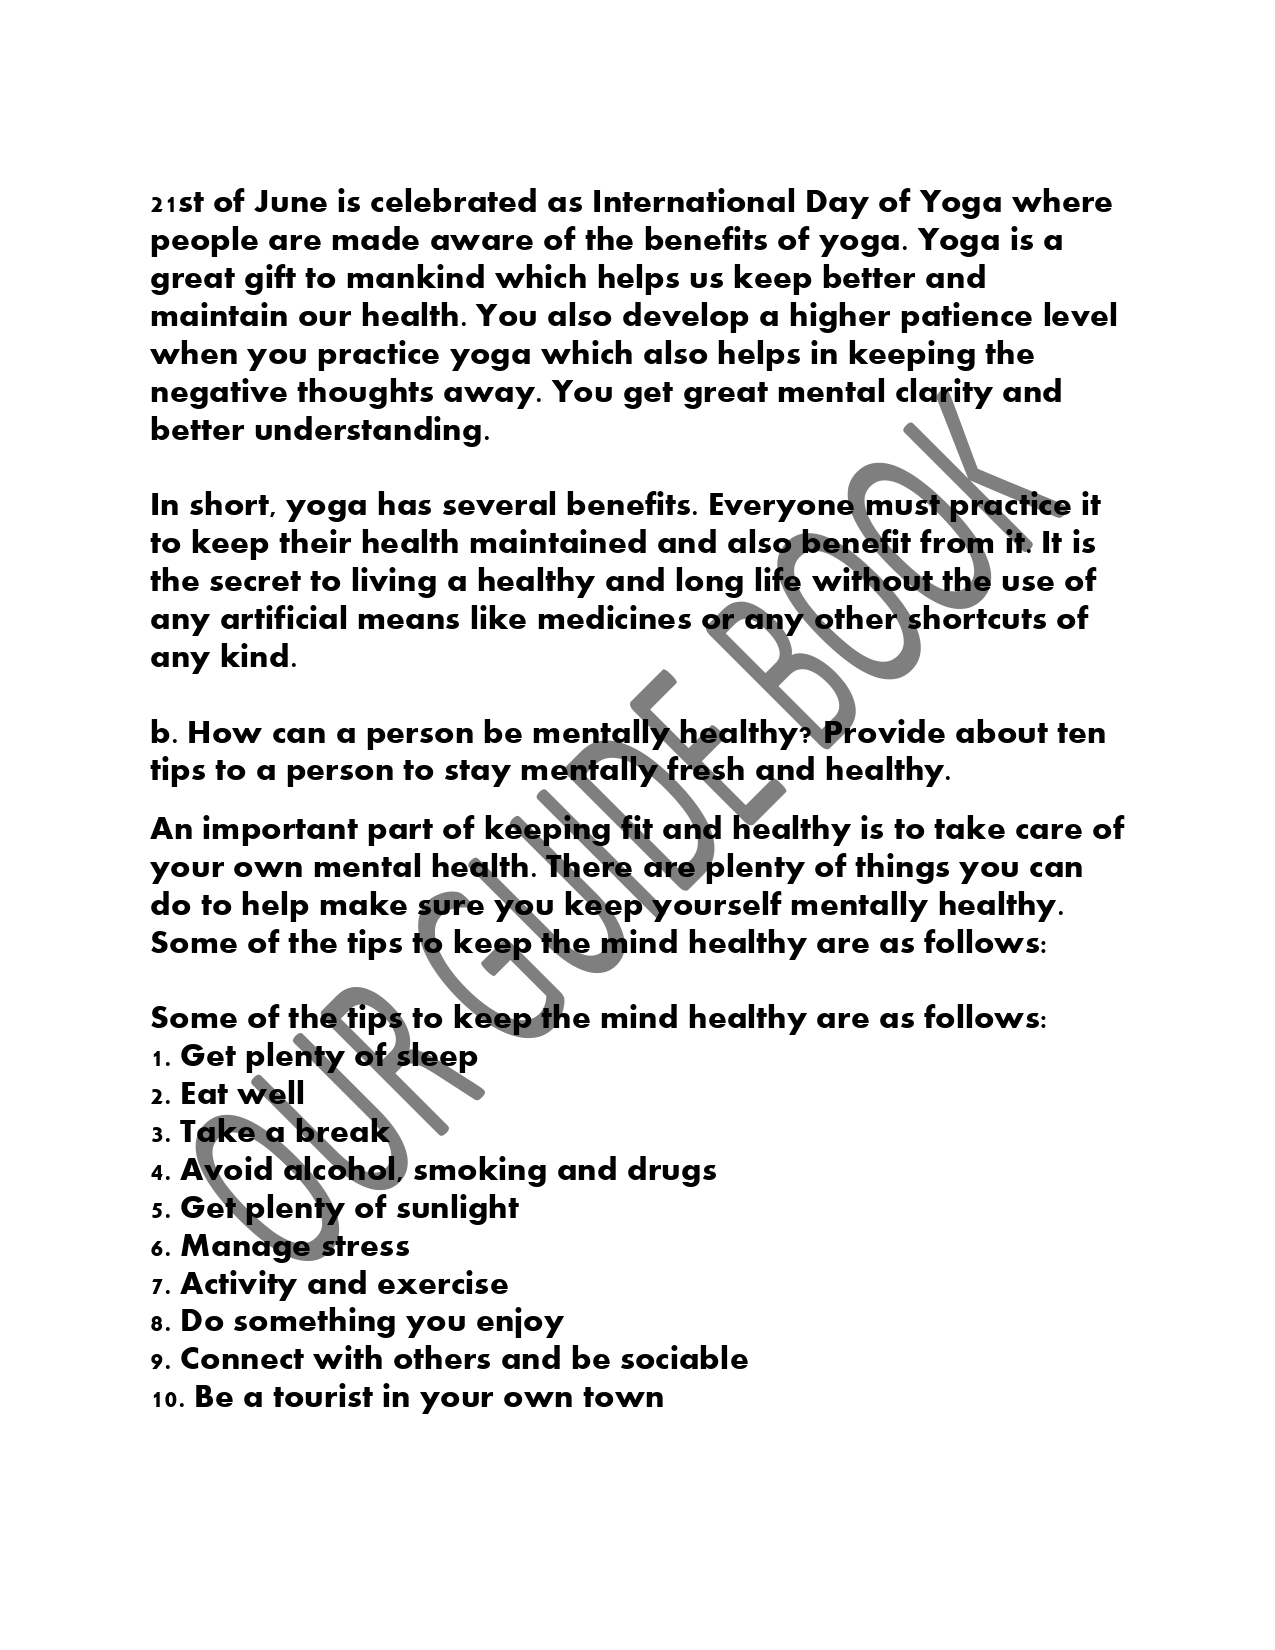 21st of June is celebrated as International Day of Yoga where
people are made aware of the benefits of yoga. Yoga is a
great gift to mankind which helps us keep better and
maintain our health. You also develop a higher patience level
when you practice yoga which also helps in keeping the
negative thoughts away. You get great mental clarity and
better understanding.
In short, yoga has several benefits. Everyone must practice it
to keep their health maintained and also benefit from it. It is
the secret to living a healthy and long life without the use of
any artificial means like medicines or any other shortcuts of
any kind.
b. How can a person be mentally healthy? Provide about ten
tips to a person to stay mentally fresh and healthy.
An important part of keeping fit and healthy is to take care of
your own mental health. There are plenty of things you can
do to help make sure you keep yourself mentally healthy.
Some of the tips to keep the mind healthy are as follows:
Some of the tips to keep the mind healthy are as follows:
1. Get plenty of sleep
2. Eat well
3. Take a break
4. Avoid alcohol, smoking and drugs
5. Get plenty of sunlight
6. Manage stress
7. Activity and exercise
8. Do something you enjoy
9. Connect with others and be sociable
10. Be a tourist in your own town
OUR GUIDE BOOK